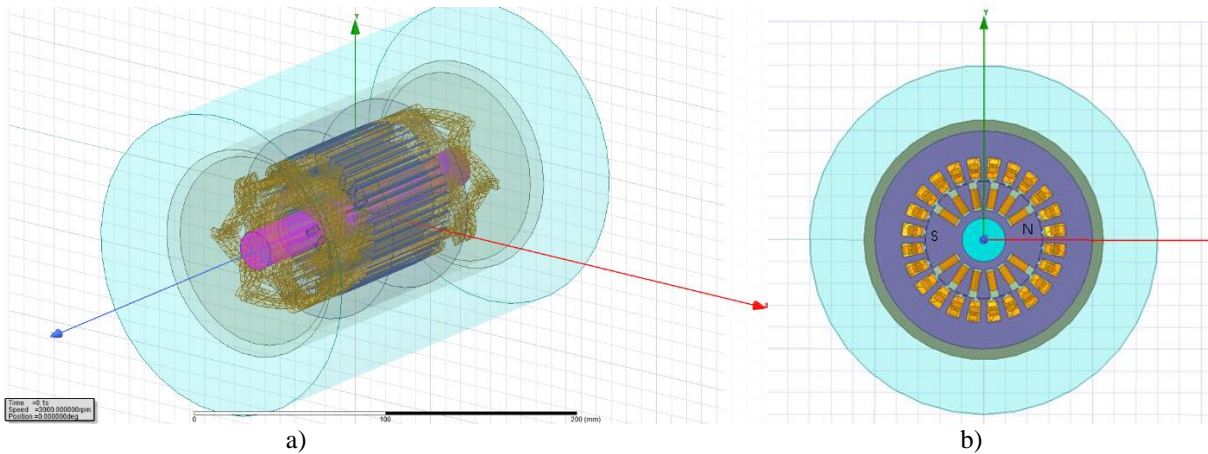 Y
X
Time =0.1s
Speed =3000.000000rpm
Position =0.000000deg
0
100
200 (mm)
a)
Y
S
N
b)